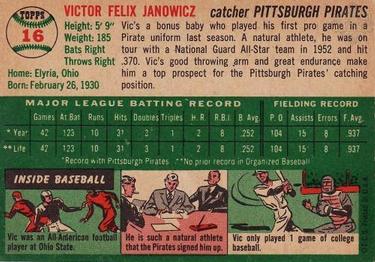 TOPPS
16
VICTOR FELIX JANOWICZ catcher PITTSBURGH PIRATES
Height: 5' 9"
Weight: 185
Bats Right
Throws Right
Home: Elyria, Ohio
Born: February 26, 1930
Vic's a bonus baby who played his first pro game in a
Pirate uniform last season. A natural athlete, he was on
tour with a National Guard All-Star team in 1952 and hit
.370. Vic's good throwing arm and great endurance make
him a top prospect for the Pittsburgh Pirates' catching
position.
MAJOR LEAGUE BATTING RECORD FIELDING RECORD
Games At Bat Runs Hits Doubles Triples H. R R.B.I. B. Avg. P. O Assists Errors F. Avg.
* Year 42 123 10 31 3 1 2 8 .252 104 15 8 .937
** Life 42 123 10 31 3 1 2 8 .252 104 15 8 .937
*Record with Pittsburgh Pirates **No prior record in Organized Baseball
INSIDE BASEBALL
Vic was an All-American football
player at Ohio State.
He is such a natural athlete
that the Pirates signed him up.
Vic only played 1 game of college
baseball.